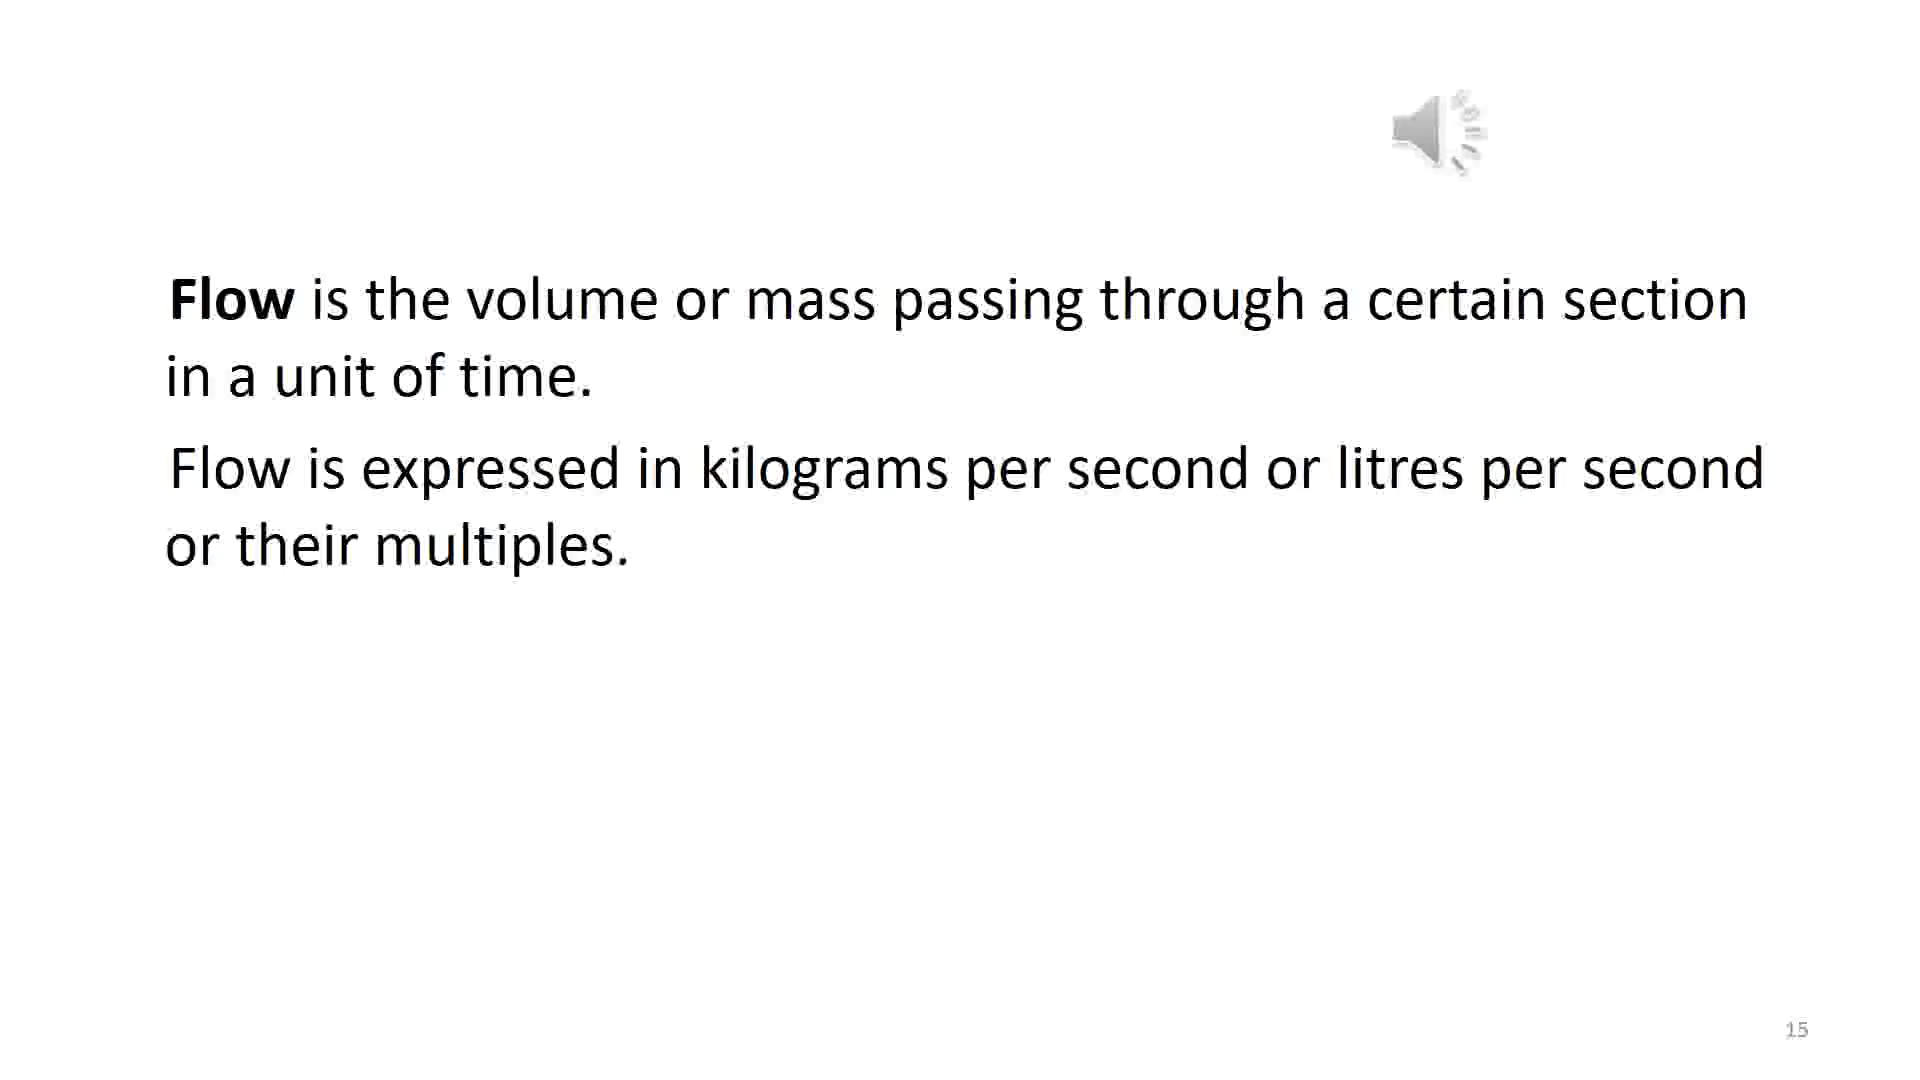 Flow is the volume or mass passing through a certain section
in a unit of time.
Flow is expressed in kilograms per second or litres per second
or their multiples.
15